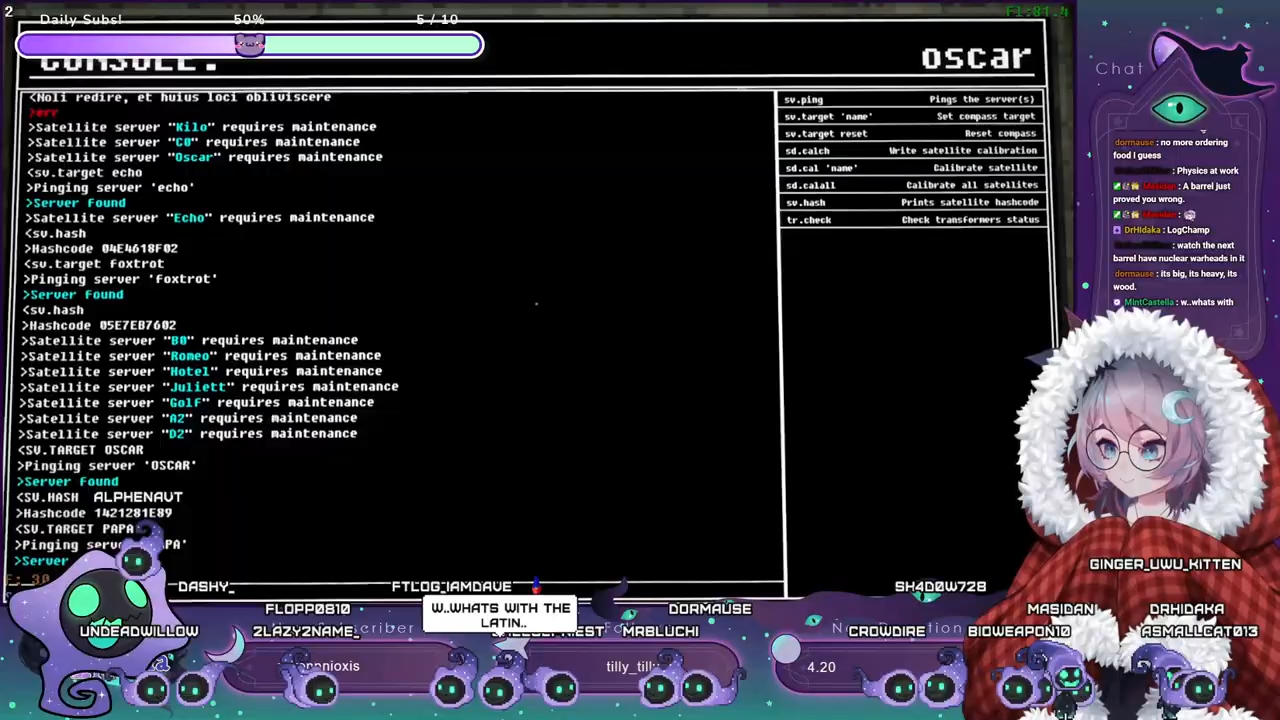 2
Daily Subs!
50%
5 / 10
CONSOLE:
oscar
<Noli redire, et huius loci obliviscere
>err
>Satellite server "Kilo" requires maintenance
>Satellite server "C0" requires maintenance
>Satellite server "Oscar" requires maintenance
<sv.target echo
>Pinging server 'echo'
>Server found
>Satellite server "Echo" requires maintenance
<sv.hash
>Hashcode 04E4618F02
<sv.target foxtrot
>Pinging server 'foxtrot'
>Server found
<sv.hash
>Hashcode 05E7EB7602
>Satellite server "B0" requires maintenance
>Satellite server "Romeo" requires maintenance
>Satellite server "Hotel" requires maintenance
>Satellite server "Juliett" requires maintenance
>Satellite server "Golf" requires maintenance
>Satellite server "A2" requires maintenance
>Satellite server "D2" requires maintenance
<SV.TARGET OSCAR
>Pinging server 'OSCAR'
>Server found
<SV.HASH
ALPHENAUT
>Hashcode 1421281E89
<SV.TARGET PAPA
>Pinging
>Server
sv.ping Pings the server(s)
sv.target 'name' Set compass target
sv.target reset Reset compass
sd.calch Write satellite calibration
sd.cal 'name' Calibrate satellite
sd.calall Calibrate all satellites
sv.hash Prints satellite hashcode
tr.check Check transformers status
Chat
dormause : no more ordering
food I guess
: Physics at work
Masidani : A barrel just
proved you wrong.
Masidani :
DrHIdaka : LogChamp
: watch the next
barrel have nuclear warheads in it
dormause : its big, its heavy, its
wood.
MintCastella : w..whats with
GINGER_UWU_KITTEN
DASHY_
FTLOG_IAMDAVE
SH4D0W728
FLOPP0810
W..WHATS WITH THE
LATIN..
DORMAUSE
MASIDANI
DRHIDAKA
UNDEADWILLOW
2LAZY2NAME_
MRBLUCHI
CROWDIRE
BIOWEAPON10
ASMALLCAT013
tilly_till
4.20